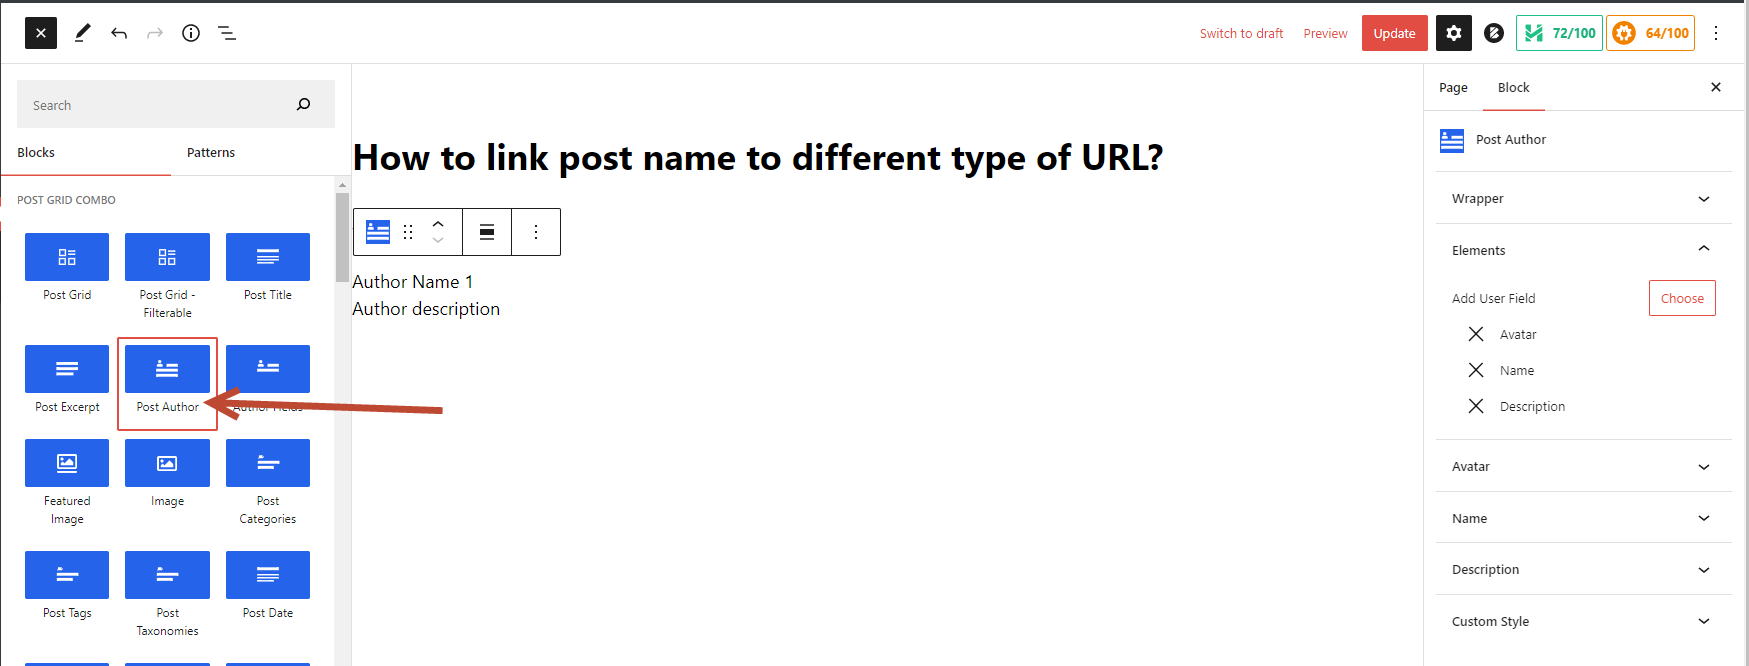 Switch to draft Preview Update 72/100 64/100
Search
Blocks Patterns
POST GRID COMBO
Post Grid
Post Grid -
Filterable
Post Title
Post Excerpt
Post Author
Author Fields
Featured
Image
Image
Post
Categories
Post Tags
Post
Taxonomies
Post Date
How to link post name to different type of URL?
Author Name 1
Author description
Page Block
Post Author
Wrapper
Elements
Add User Field Choose
Avatar
Name
Description
Avatar
Name
Description
Custom Style